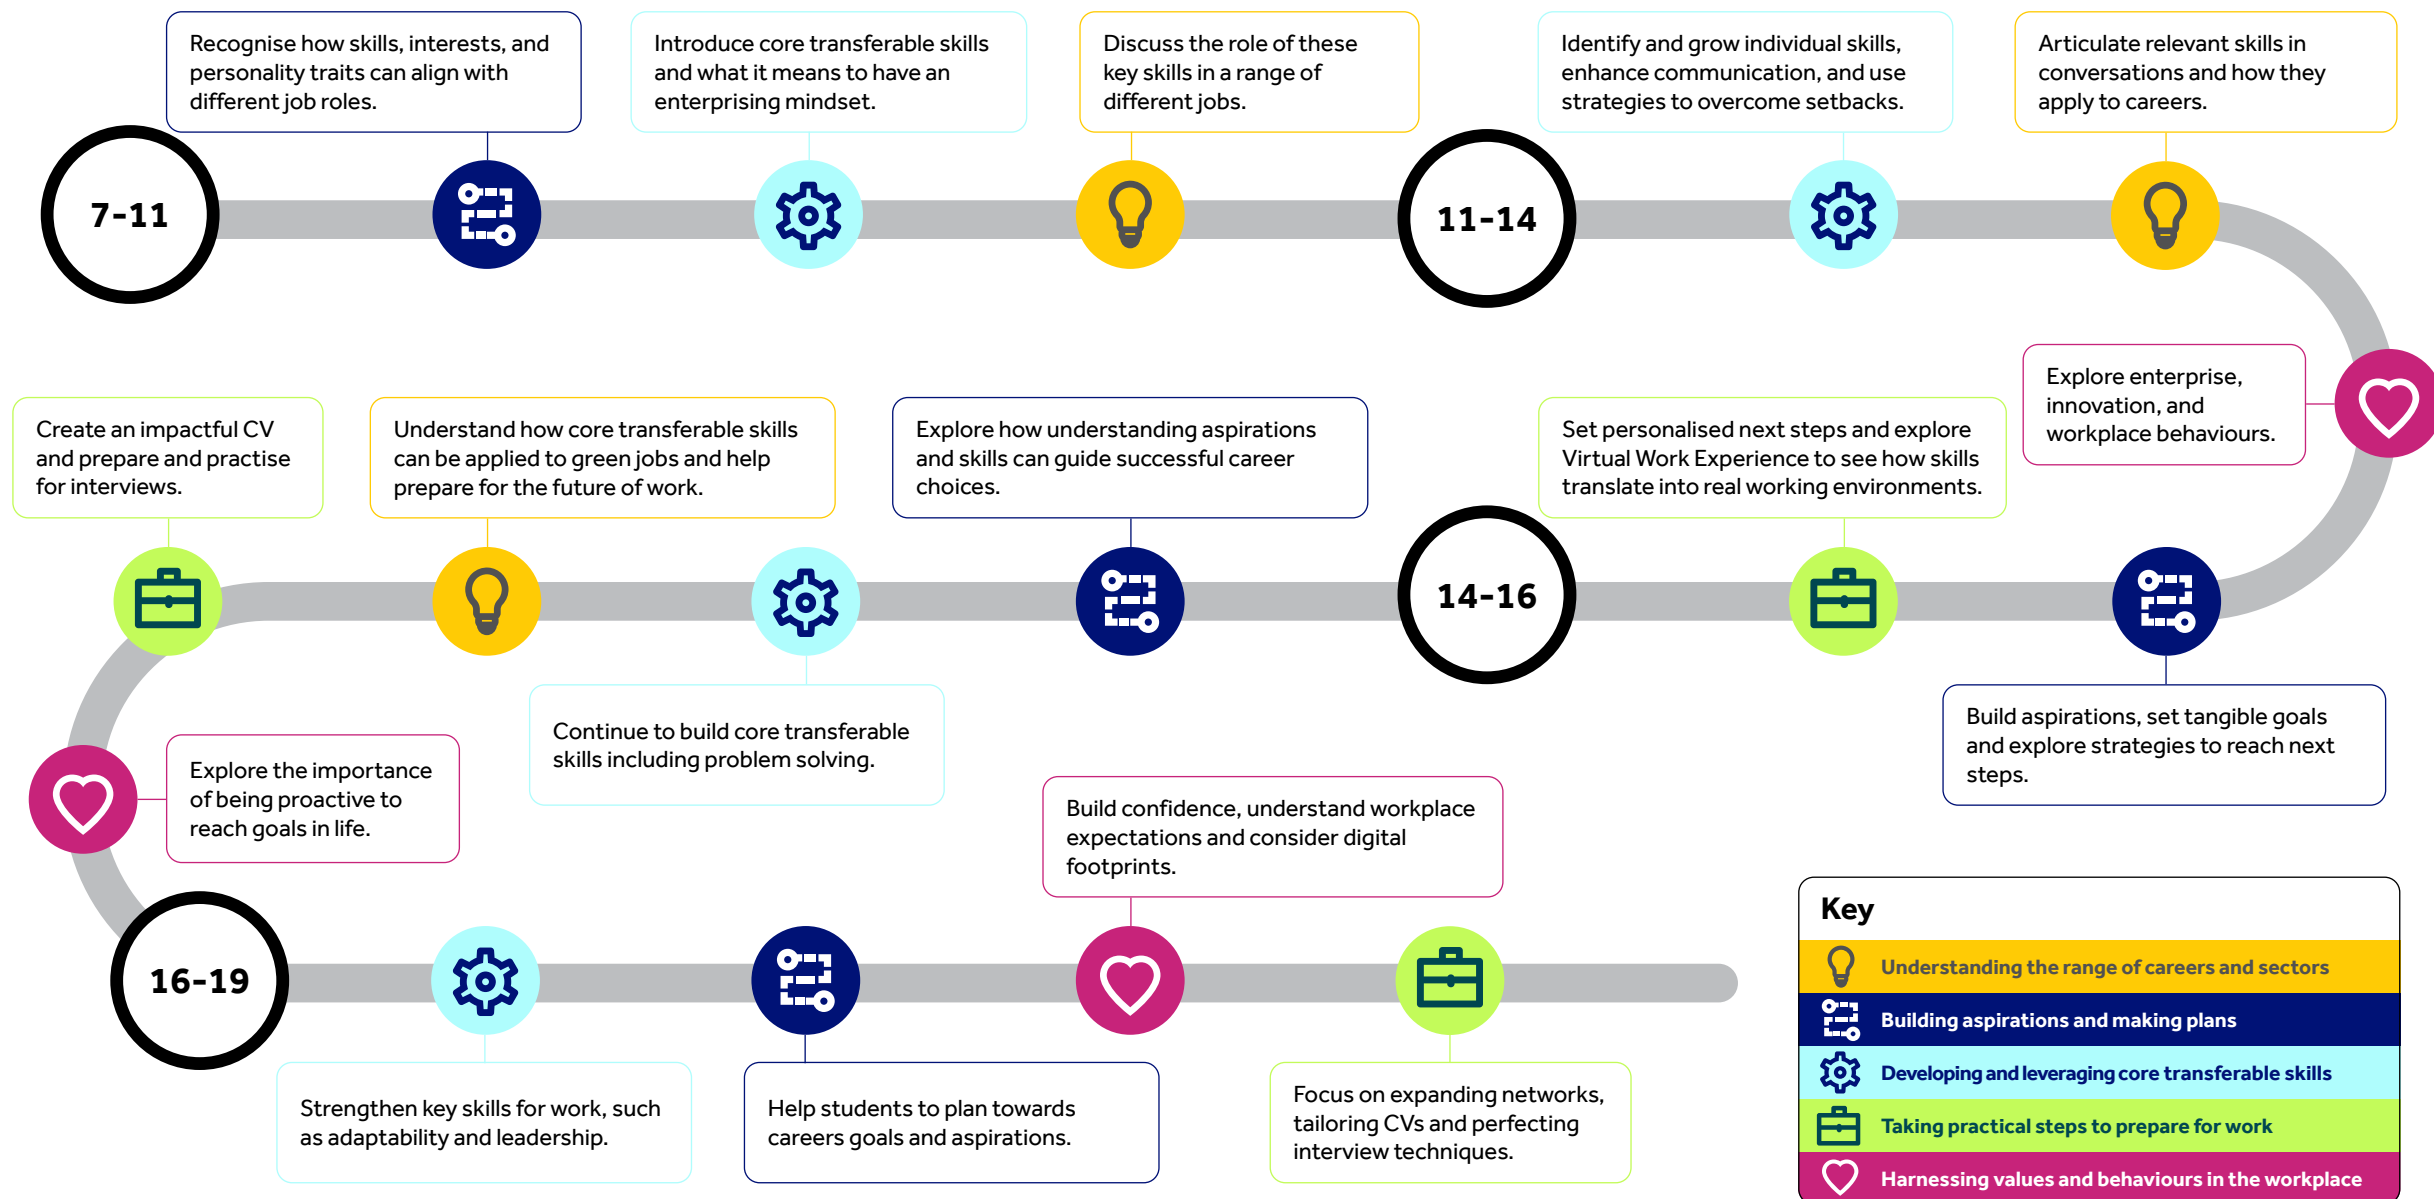 7-11
Recognise how skills, interests, and
personality traits can align with
different job roles.
Introduce core transferable skills
and what it means to have an
enterprising mindset.
Discuss the role of these
key skills in a range of
different jobs.
11-14
Identify and grow individual skills,
enhance communication, and use
strategies to overcome setbacks.
Articulate relevant skills in
conversations and how they
apply to careers.
Explore enterprise,
innovation, and
workplace behaviours.
Build aspirations, set tangible goals
and explore strategies to reach next
steps.
Set personalised next steps and explore
Virtual Work Experience to see how skills
translate into real working environments.
14-16
Explore how understanding aspirations
and skills can guide successful career
choices.
Continue to build core transferable
skills including problem solving.
Understand how core transferable skills
can be applied to green jobs and help
prepare for the future of work.
Create an impactful CV
and prepare and practise
for interviews.
Explore the importance
of being proactive to
reach goals in life.
16-19
Strengthen key skills for work, such
as adaptability and leadership.
Help students to plan towards
careers goals and aspirations.
Build confidence, understand workplace
expectations and consider digital
footprints.
Focus on expanding networks,
tailoring CVs and perfecting
interview techniques.
Key
Understanding the range of careers and sectors
Building aspirations and making plans
Developing and leveraging core transferable skills
Taking practical steps to prepare for work
Harnessing values and behaviours in the workplace